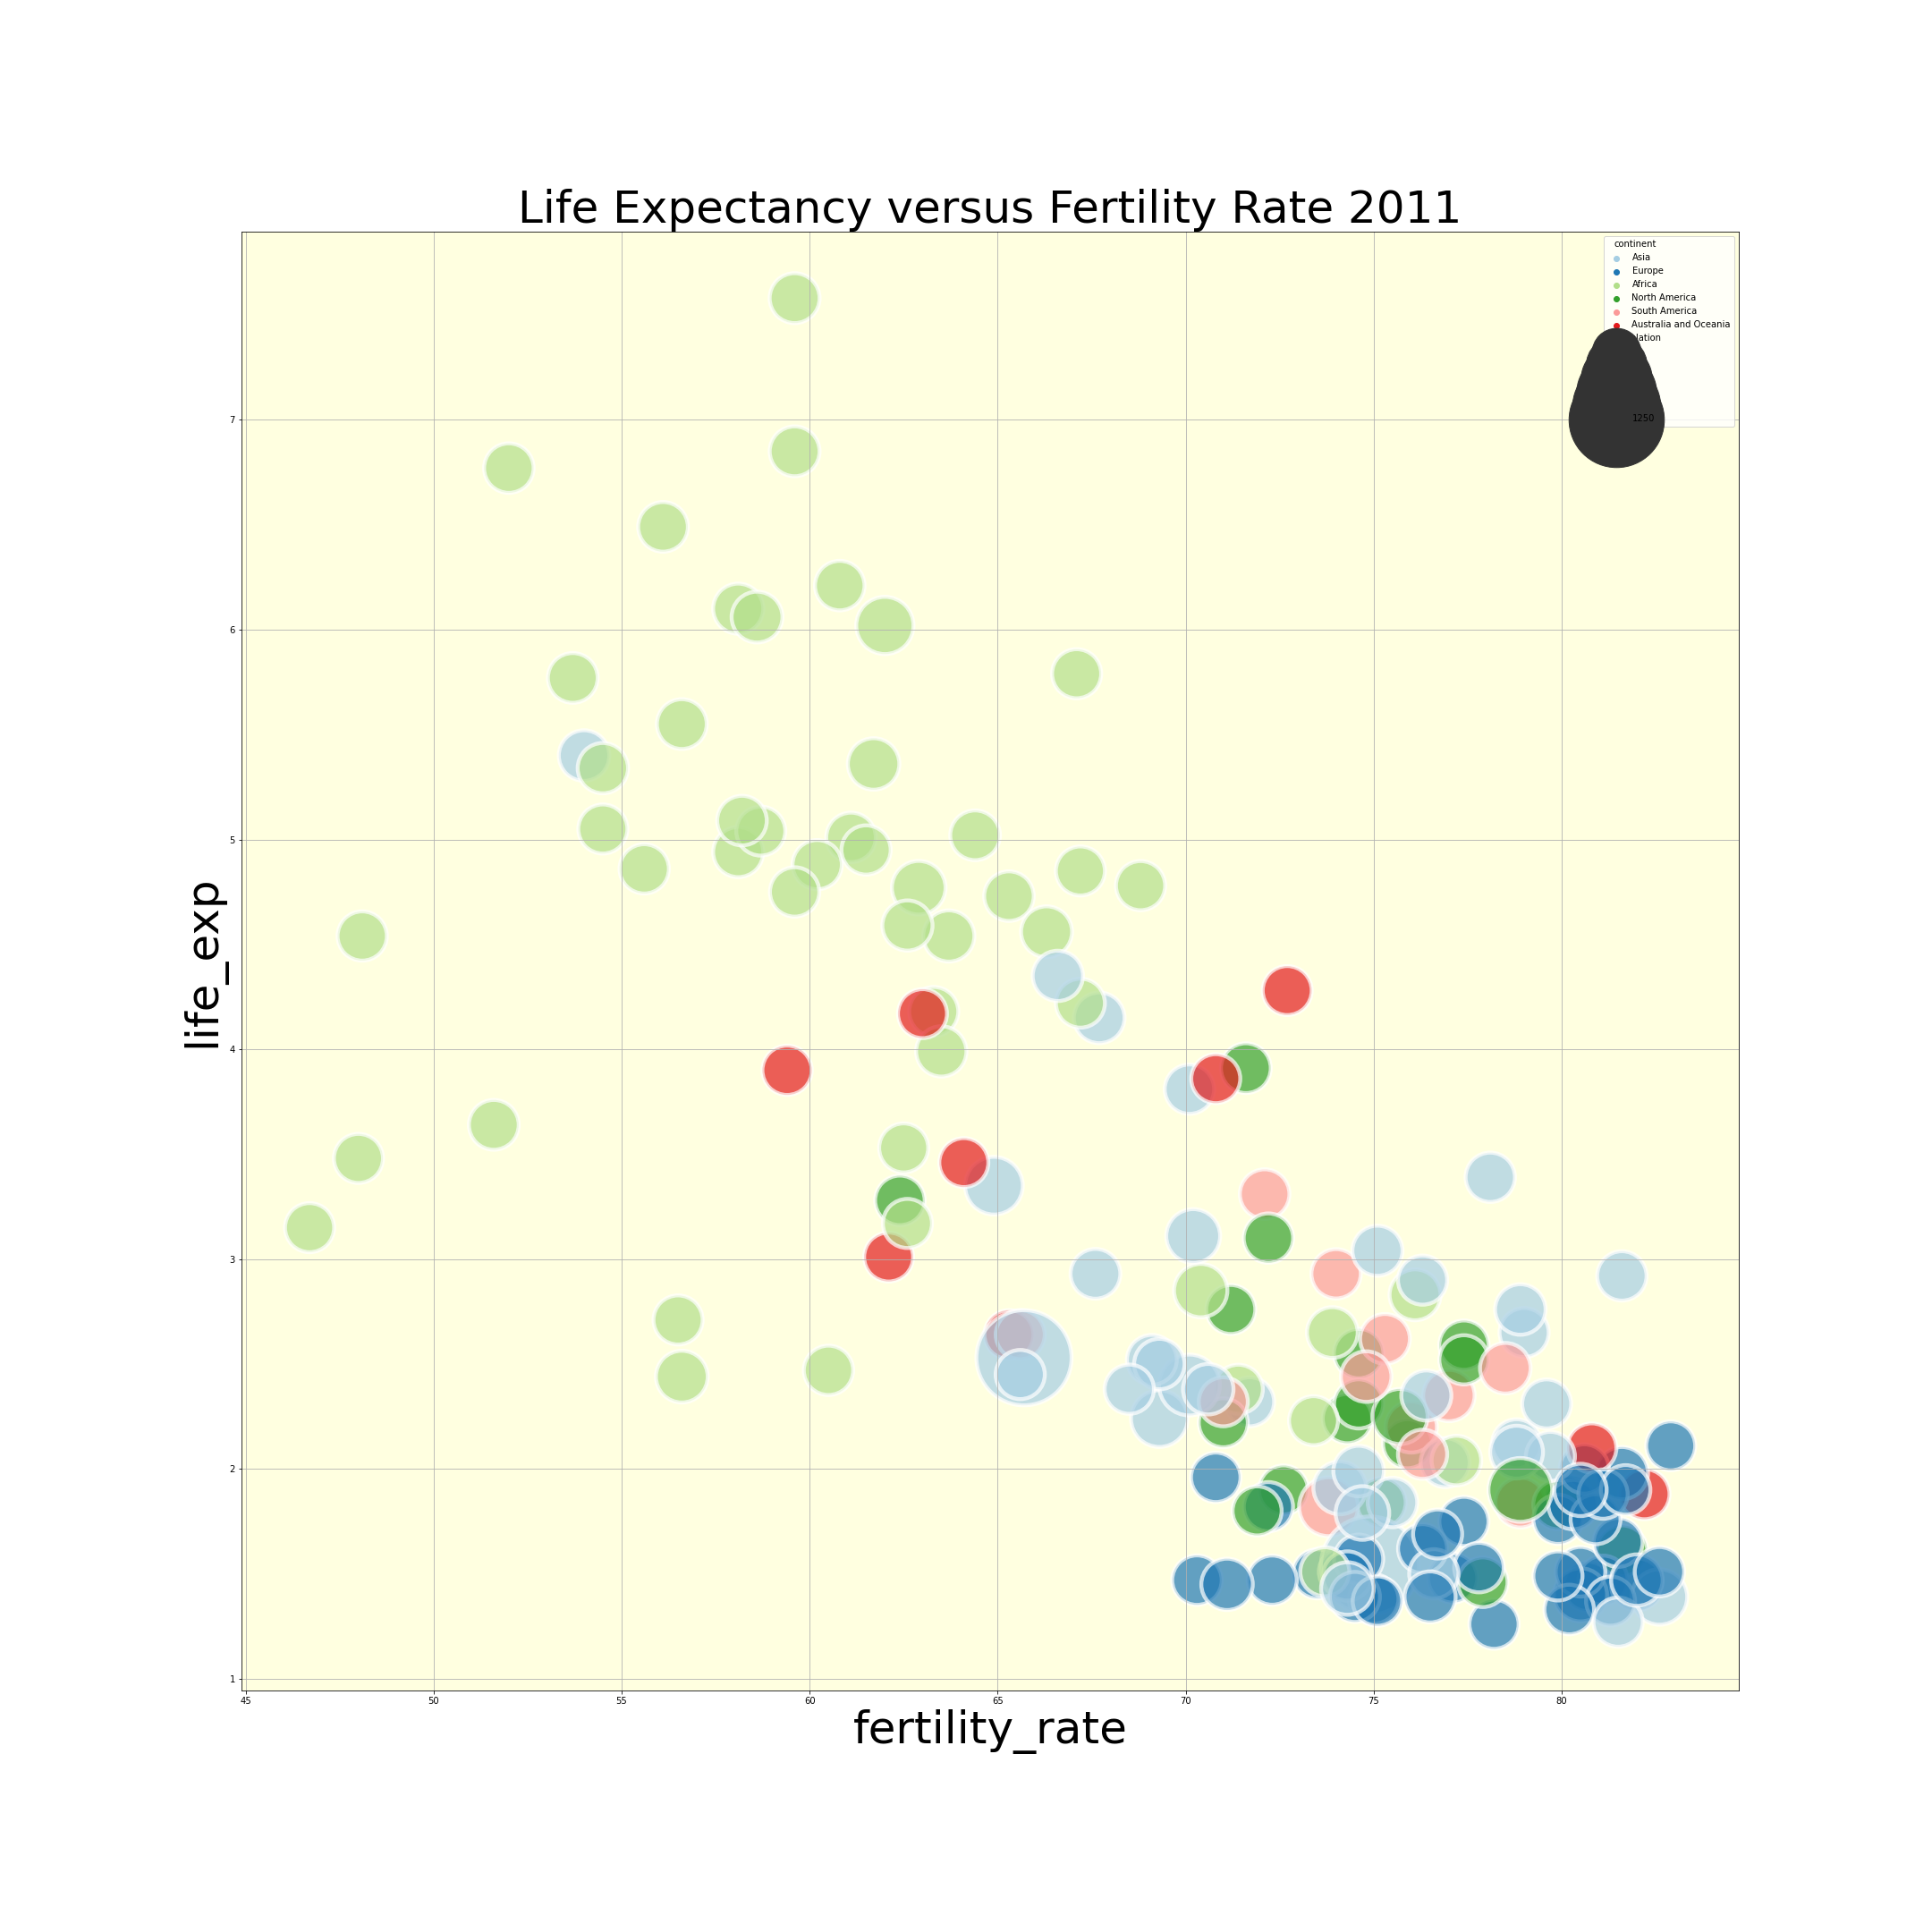 Life Expectancy versus Fertility Rate 2011
continent
Asia
Europe
Africa
North America
South America
Australia and Oceania
1250
7
6
5
4
3
2
1
life_exp
45 50 55 60 65 70 75 80
fertility_rate